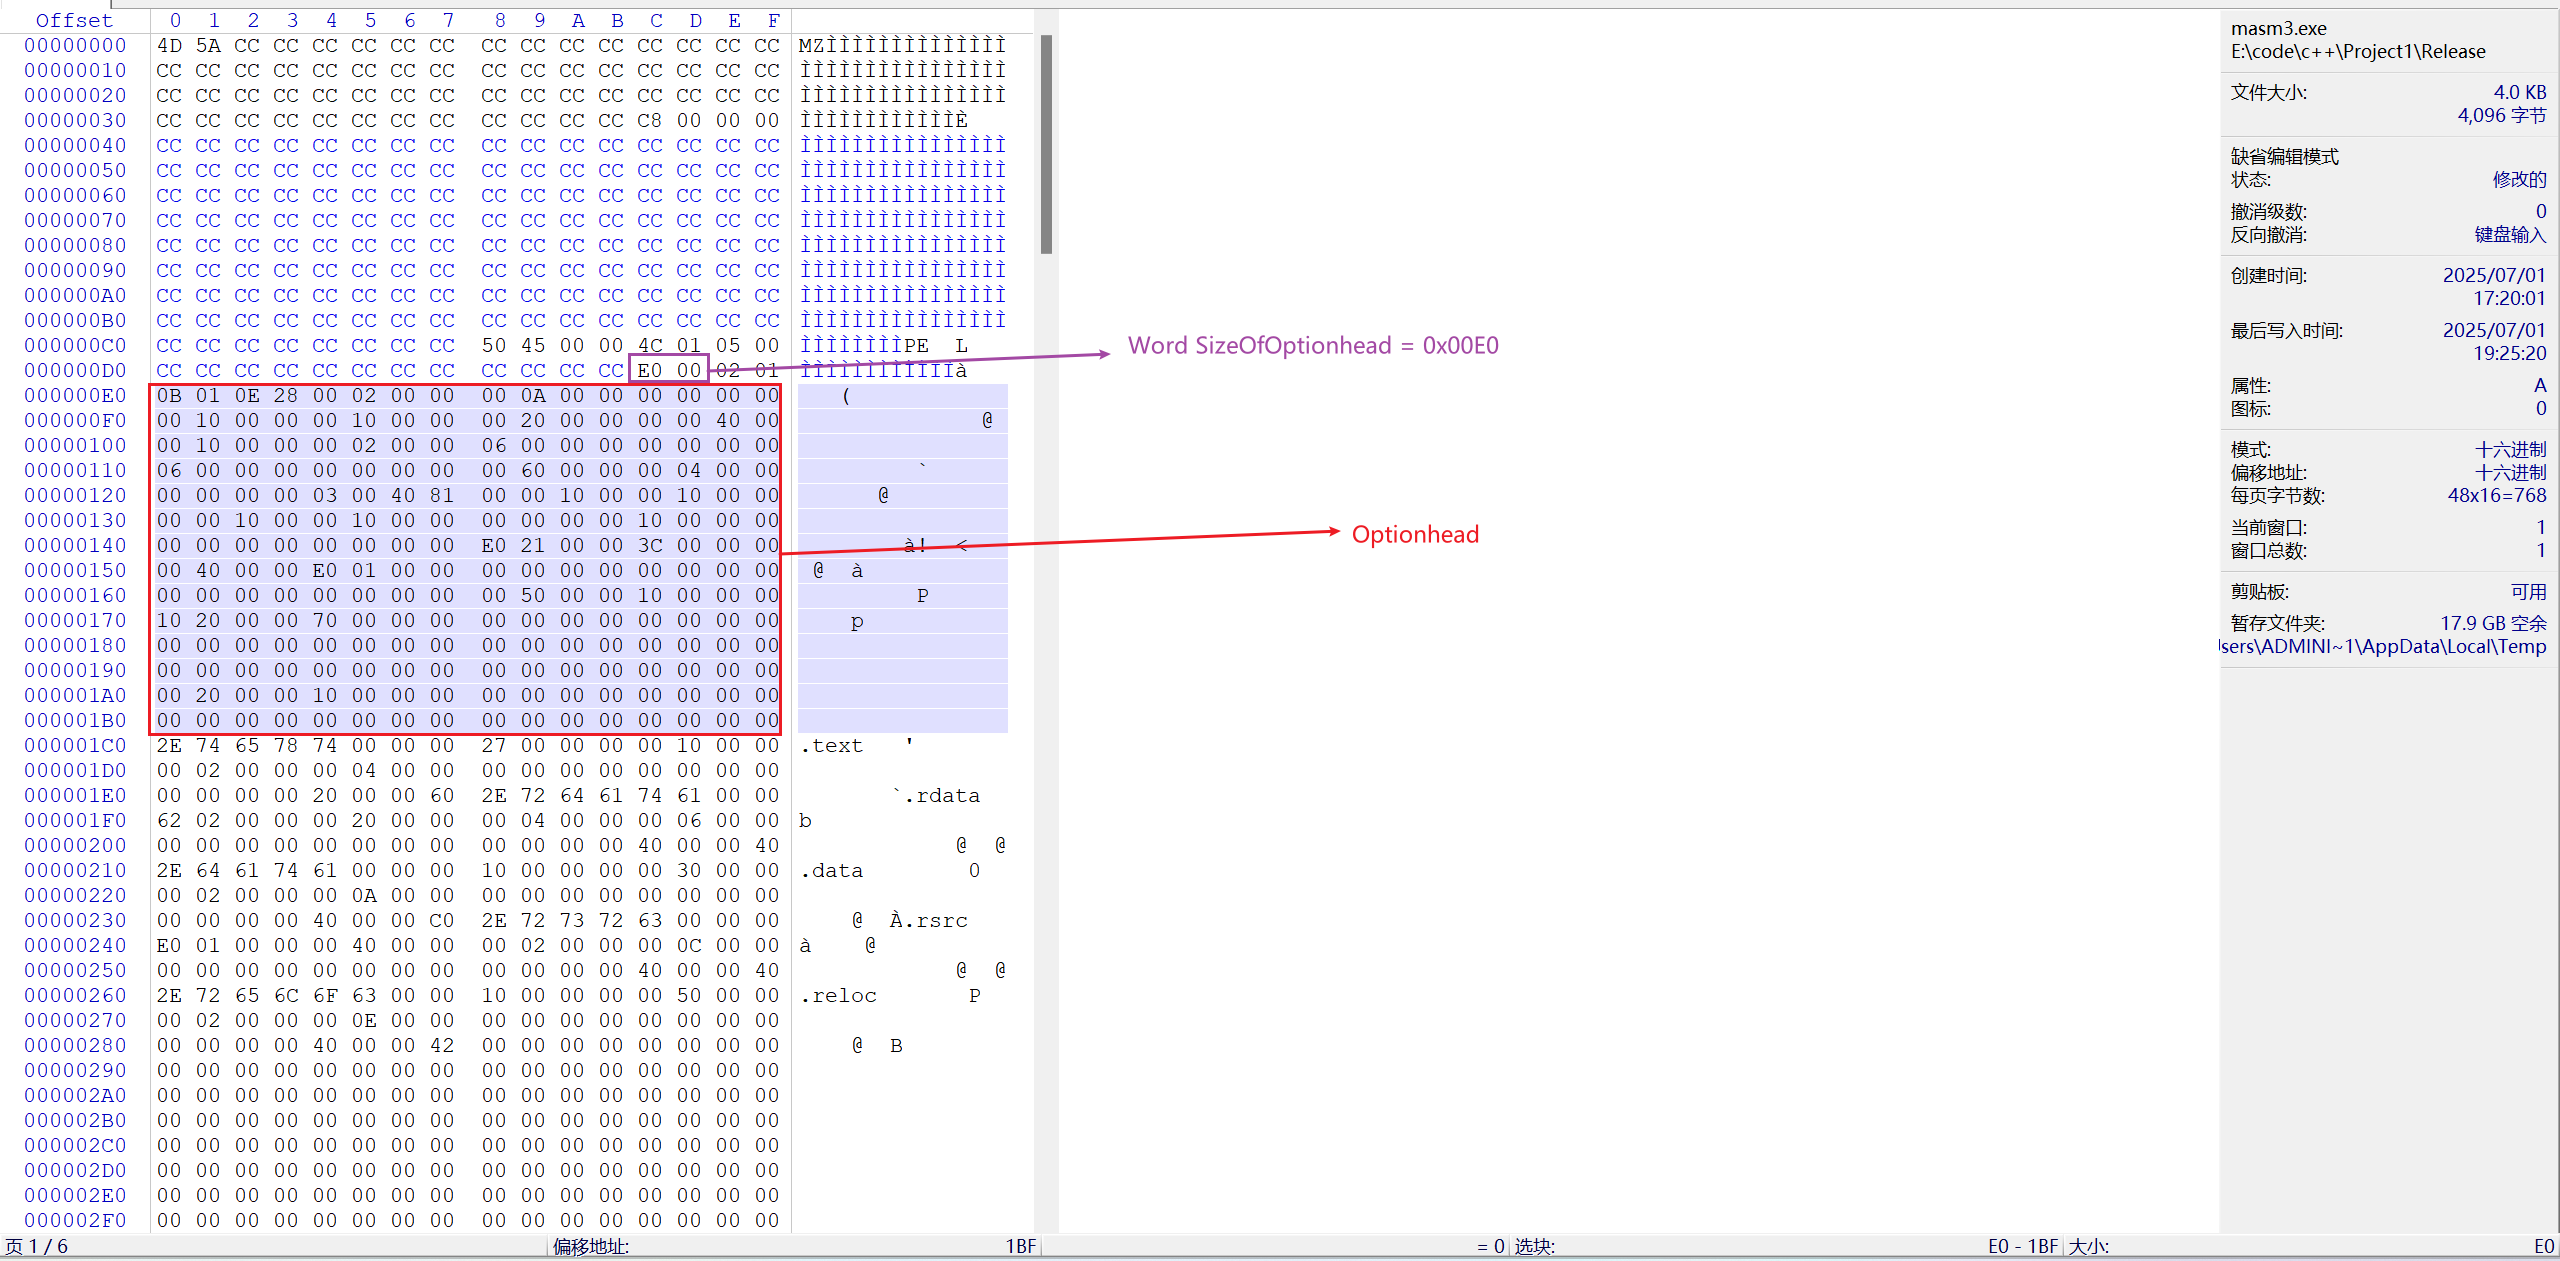 Offset 0 1 2 3 4 5 6 7 8 9 A B C D E F
00000000 4D 5A CC CC CC CC CC CC CC CC CC CC CC CC CC CC MZÌÌÌÌÌÌÌÌÌÌÌÌÌÌ
00000010 CC CC CC CC CC CC CC CC CC CC CC CC CC CC CC CC ÌÌÌÌÌÌÌÌÌÌÌÌÌÌÌÌ
00000020 CC CC CC CC CC CC CC CC CC CC CC CC CC CC CC CC ÌÌÌÌÌÌÌÌÌÌÌÌÌÌÌÌ
00000030 CC CC CC CC CC CC CC CC CC CC CC CC C8 00 00 00 ÌÌÌÌÌÌÌÌÌÌÌÌÈ
00000040 CC CC CC CC CC CC CC CC CC CC CC CC CC CC CC CC ÌÌÌÌÌÌÌÌÌÌÌÌÌÌÌÌ
00000050 CC CC CC CC CC CC CC CC CC CC CC CC CC CC CC CC ÌÌÌÌÌÌÌÌÌÌÌÌÌÌÌÌ
00000060 CC CC CC CC CC CC CC CC CC CC CC CC CC CC CC CC ÌÌÌÌÌÌÌÌÌÌÌÌÌÌÌÌ
00000070 CC CC CC CC CC CC CC CC CC CC CC CC CC CC CC CC ÌÌÌÌÌÌÌÌÌÌÌÌÌÌÌÌ
00000080 CC CC CC CC CC CC CC CC CC CC CC CC CC CC CC CC ÌÌÌÌÌÌÌÌÌÌÌÌÌÌÌÌ
00000090 CC CC CC CC CC CC CC CC CC CC CC CC CC CC CC CC ÌÌÌÌÌÌÌÌÌÌÌÌÌÌÌÌ
000000A0 CC CC CC CC CC CC CC CC CC CC CC CC CC CC CC CC ÌÌÌÌÌÌÌÌÌÌÌÌÌÌÌÌ
000000B0 CC CC CC CC CC CC CC CC CC CC CC CC CC CC CC CC ÌÌÌÌÌÌÌÌÌÌÌÌÌÌÌÌ
000000C0 CC CC CC CC CC CC CC CC 50 45 00 00 4C 01 05 00 ÌÌÌÌÌÌÌÌPE L
000000D0 CC CC CC CC CC CC CC CC CC CC CC CC E0 00 02 01 ÌÌÌÌÌÌÌÌÌÌÌÌà
000000E0 0B 01 0E 28 00 02 00 00 00 0A 00 00 00 00 00 00 (
000000F0 00 10 00 00 00 10 00 00 00 20 00 00 00 00 40 00 @
00000100 00 10 00 00 00 02 00 00 06 00 00 00 00 00 00 00
00000110 06 00 00 00 00 00 00 00 00 60 00 00 00 04 00 00 `
00000120 00 00 00 00 03 00 40 81 00 00 10 00 00 10 00 00 @
00000130 00 00 10 00 00 10 00 00 00 00 00 00 10 00 00 00
00000140 00 00 00 00 00 00 00 00 E0 21 00 00 3C 00 00 00 à! <
00000150 00 40 00 00 E0 01 00 00 00 00 00 00 00 00 00 00 @ à
00000160 00 00 00 00 00 00 00 00 00 50 00 00 10 00 00 00 P
00000170 10 20 00 00 70 00 00 00 00 00 00 00 00 00 00 00 p
00000180 00 00 00 00 00 00 00 00 00 00 00 00 00 00 00 00
00000190 00 00 00 00 00 00 00 00 00 00 00 00 00 00 00 00
000001A0 00 20 00 00 10 00 00 00 00 00 00 00 00 00 00 00
000001B0 00 00 00 00 00 00 00 00 00 00 00 00 00 00 00 00
000001C0 2E 74 65 78 74 00 00 00 27 00 00 00 00 10 00 00 .text '
000001D0 00 02 00 00 00 04 00 00 00 00 00 00 00 00 00 00
000001E0 00 00 00 00 20 00 00 60 2E 72 64 61 74 61 00 00 `.rdata
000001F0 62 02 00 00 00 20 00 00 00 04 00 00 00 06 00 00 b
00000200 00 00 00 00 00 00 00 00 00 00 00 00 40 00 00 40 @ @
00000210 2E 64 61 74 61 00 00 00 10 00 00 00 00 30 00 00 .data 0
00000220 00 02 00 00 00 0A 00 00 00 00 00 00 00 00 00 00
00000230 00 00 00 00 40 00 00 C0 2E 72 73 72 63 00 00 00 @ À.rsrc
00000240 E0 01 00 00 00 40 00 00 00 02 00 00 00 0C 00 00 à @
00000250 00 00 00 00 00 00 00 00 00 00 00 00 40 00 00 40 @ @
00000260 2E 72 65 6C 6F 63 00 00 10 00 00 00 00 50 00 00 .reloc P
00000270 00 02 00 00 00 0E 00 00 00 00 00 00 00 00 00 00
00000280 00 00 00 00 40 00 00 42 00 00 00 00 00 00 00 00 @ B
00000290 00 00 00 00 00 00 00 00 00 00 00 00 00 00 00 00
000002A0 00 00 00 00 00 00 00 00 00 00 00 00 00 00 00 00
000002B0 00 00 00 00 00 00 00 00 00 00 00 00 00 00 00 00
000002C0 00 00 00 00 00 00 00 00 00 00 00 00 00 00 00 00
000002D0 00 00 00 00 00 00 00 00 00 00 00 00 00 00 00 00
000002E0 00 00 00 00 00 00 00 00 00 00 00 00 00 00 00 00
000002F0 00 00 00 00 00 00 00 00 00 00 00 00 00 00 00 00
Word SizeOfOptionhead = 0x00E0
Optionhead
masm3.exe
E:\code\c++\Project1\Release
文件大小: 4.0 KB
4,096 字节
缺省编辑模式
状态: 修改的
撤消级数: 0
反向撤消: 键盘输入
创建时间: 2025/07/01
17:20:01
最后写入时间: 2025/07/01
19:25:20
属性: A
图标: 0
模式: 十六进制
偏移地址: 十六进制
每页字节数: 48x16=768
当前窗口: 1
窗口总数: 1
剪贴板: 可用
暂存文件夹: 17.9 GB 空余
sers\ADMINI~1\AppData\Local\Temp
页 1 / 6 偏移地址: 1BF = 0 选块: E0 - 1BF 大小: E0